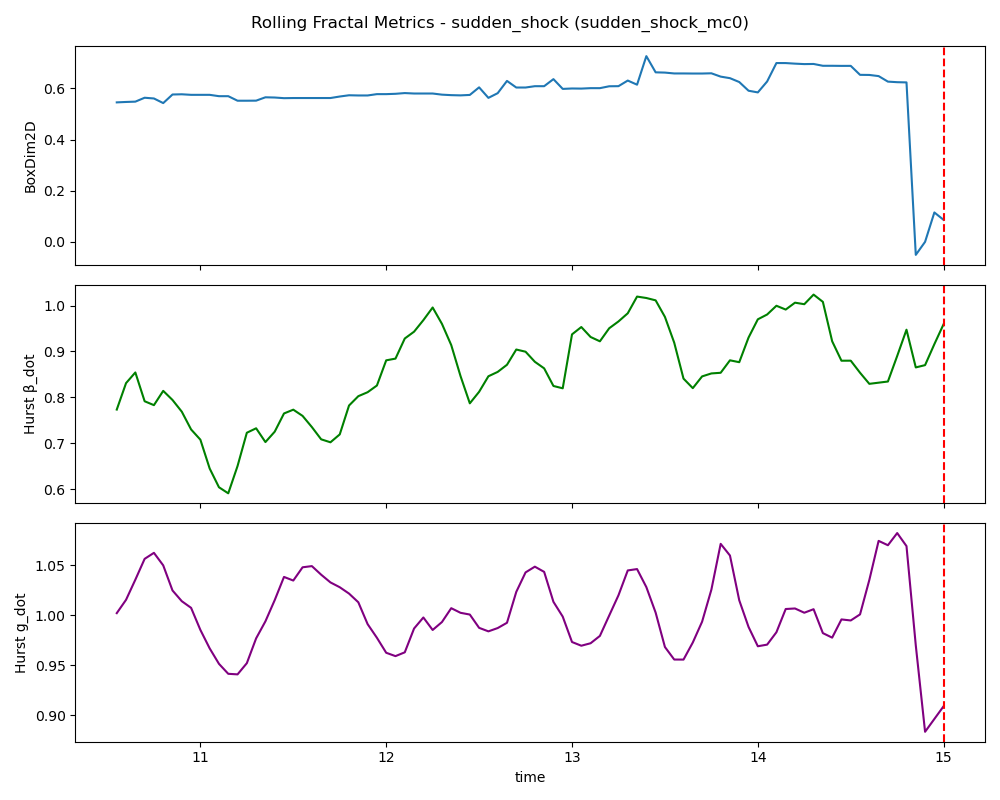 Rolling Fractal Metrics - sudden_shock (sudden_shock_mc0)
BoxDim2D
0.6
0.4
0.2
0.0
Hurst β_dot
1.0
0.9
0.8
0.7
0.6
Hurst g_dot
1.05
1.00
0.95
0.90
11 12 13 14 15
time